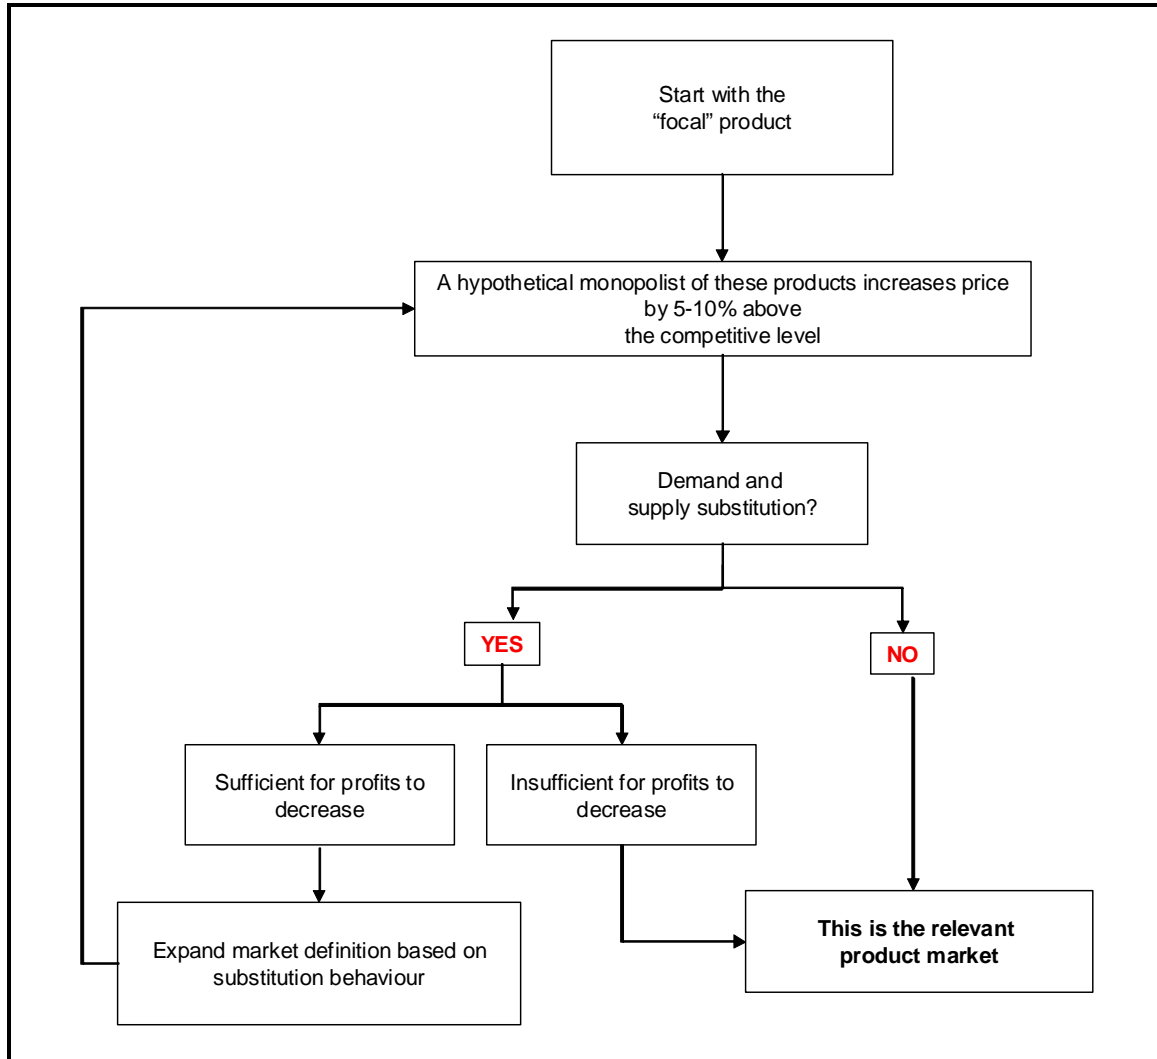 Start with the
“focal” product
A hypothetical monopolist of these products increases price
by 5-10% above
the competitive level
Demand and
supply substitution?
YES
NO
Sufficient for profits to
decrease
Insufficient for profits to
decrease
Expand market definition based on
substitution behaviour
This is the relevant
product market